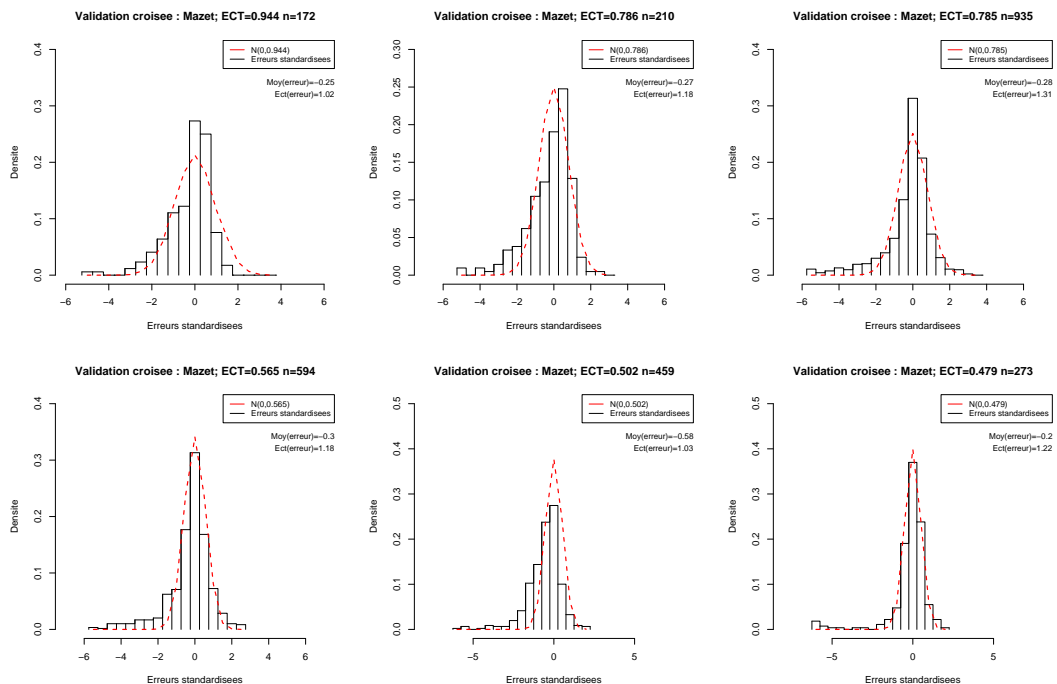 Validation croisee : Mazet; ECT=0.944 n=172
N(0,0.944)
Erreurs standardisees
Moy(erreur)=−0.25
Ect(erreur)=1.02
Densite
0.0
0.1
0.2
0.3
0.4
−6
−4
−2
0
2
4
6
Erreurs standardisees
Validation croisee : Mazet; ECT=0.786 n=210
N(0,0.786)
Erreurs standardisees
Moy(erreur)=−0.27
Ect(erreur)=1.18
Densite
0.00
0.05
0.10
0.15
0.20
0.25
0.30
−6
−4
−2
0
2
4
6
Erreurs standardisees
Validation croisee : Mazet; ECT=0.785 n=935
N(0,0.785)
Erreurs standardisees
Moy(erreur)=−0.28
Ect(erreur)=1.31
Densite
0.0
0.1
0.2
0.3
0.4
−6
−4
−2
0
2
4
6
Erreurs standardisees
Validation croisee : Mazet; ECT=0.565 n=594
N(0,0.565)
Erreurs standardisees
Moy(erreur)=−0.3
Ect(erreur)=1.18
Densite
0.0
0.1
0.2
0.3
0.4
−6
−4
−2
0
2
4
6
Erreurs standardisees
Validation croisee : Mazet; ECT=0.502 n=459
N(0,0.502)
Erreurs standardisees
Moy(erreur)=−0.58
Ect(erreur)=1.03
Densite
0.0
0.1
0.2
0.3
0.4
0.5
−5
0
5
Erreurs standardisees
Validation croisee : Mazet; ECT=0.479 n=273
N(0,0.479)
Erreurs standardisees
Moy(erreur)=−0.2
Ect(erreur)=1.22
Densite
0.0
0.1
0.2
0.3
0.4
0.5
−5
0
5
Erreurs standardisees